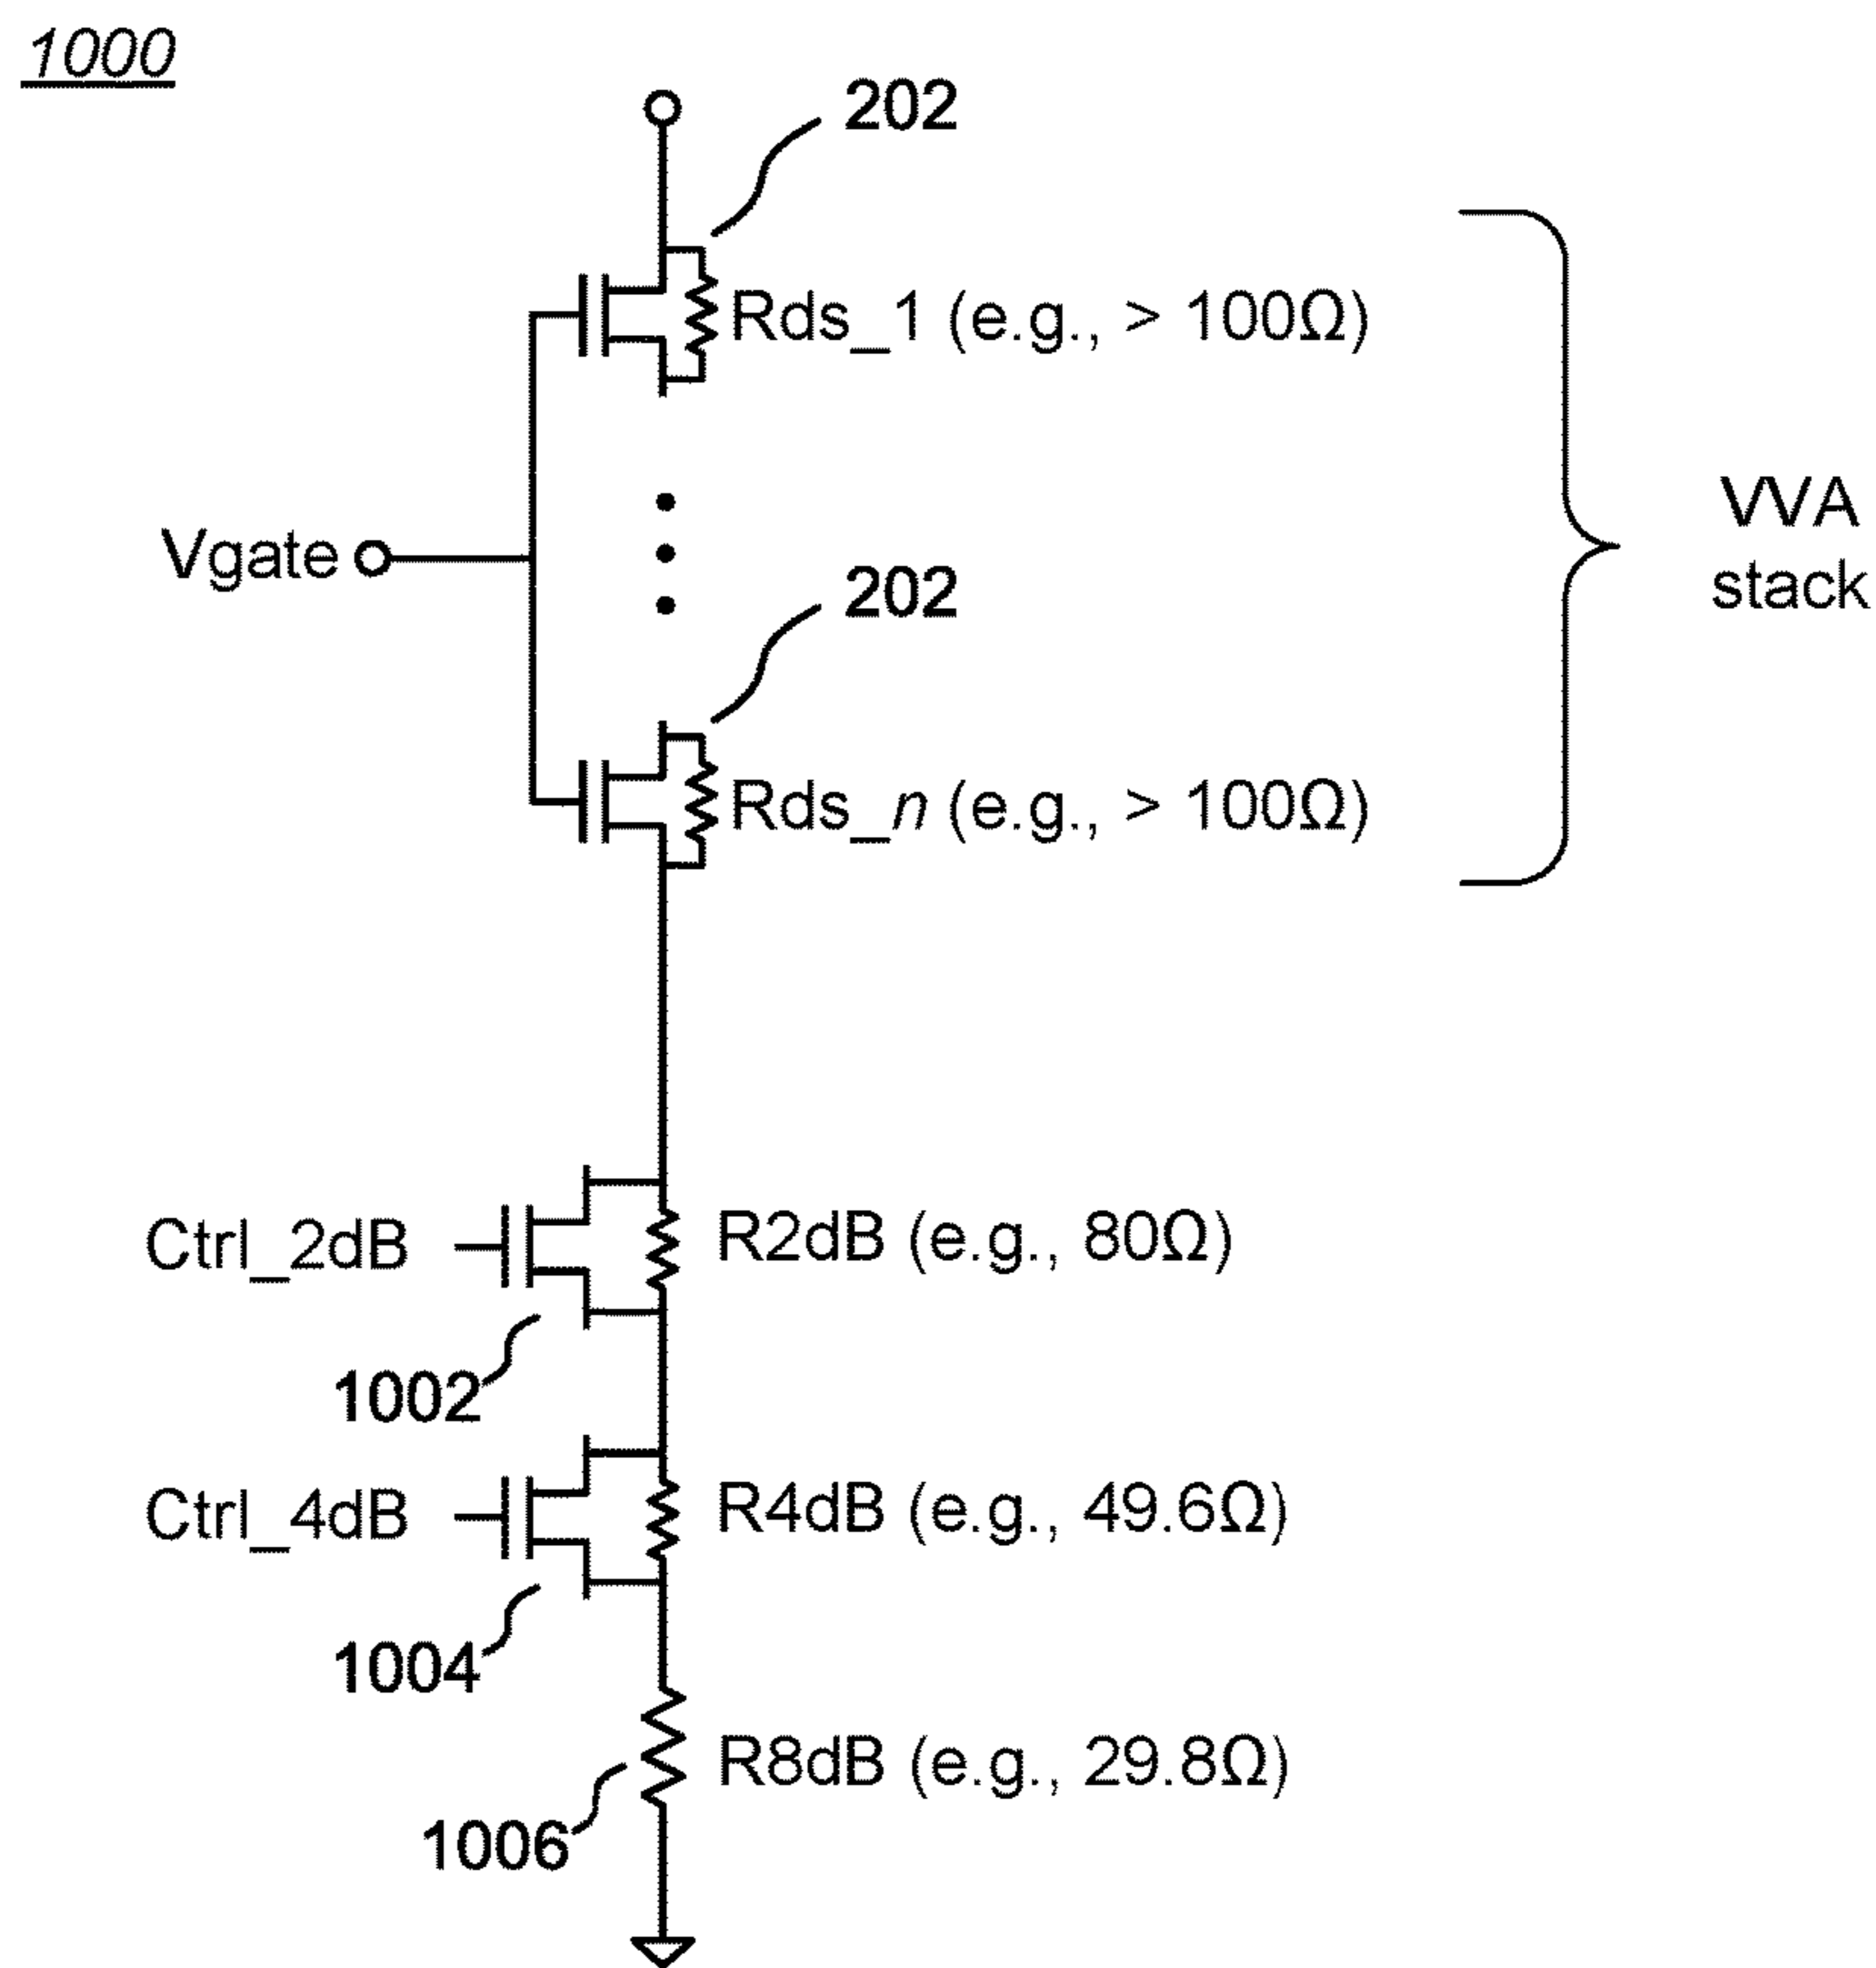 1000
202
Rds_1 (e.g., > 100Ω)
VVA
stack
Vgate
202
Rds_n (e.g., > 100Ω)
Ctrl_2dB
R2dB (e.g., 80Ω)
1002
Ctrl_4dB
R4dB (e.g., 49.6Ω)
1004
R8dB (e.g., 29.8Ω)
1006